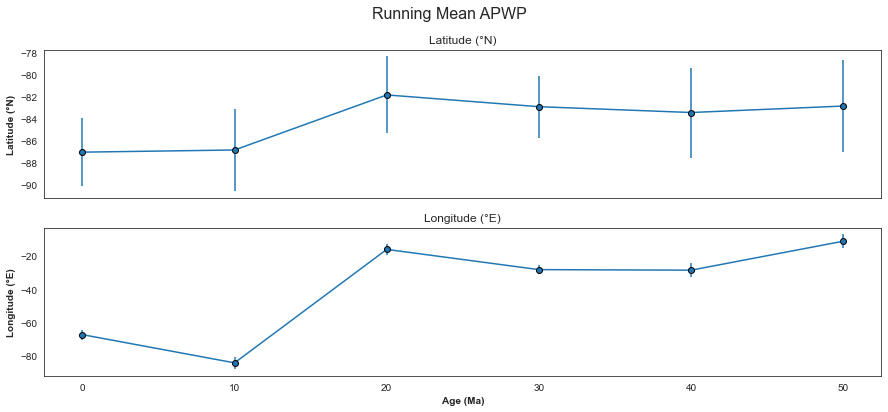 Running Mean APWP
Latitude (°N)
Latitude (°N)
−78
−80
−82
−84
−86
−88
−90
Longitude (°E)
Longitude (°E)
−20
−40
−60
−80
0 10 20 30 40 50
Age (Ma)